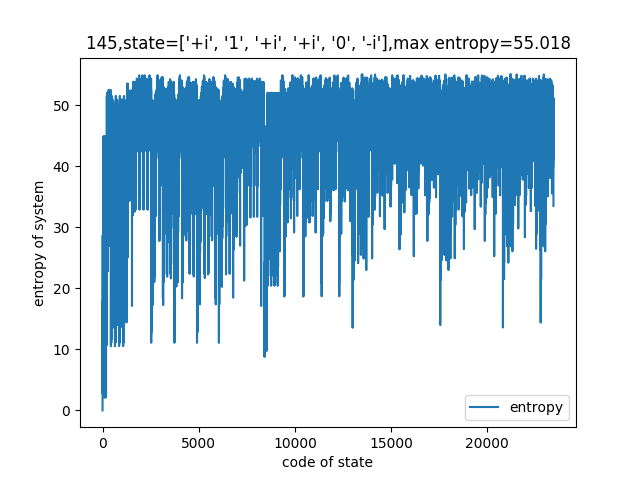 145,state=['+i', '1', '+i', '+i', '0', '-i'],max entropy=55.018
50
40
30
20
10
0
entropy of system
entropy
0 5000 10000 15000 20000
code of state